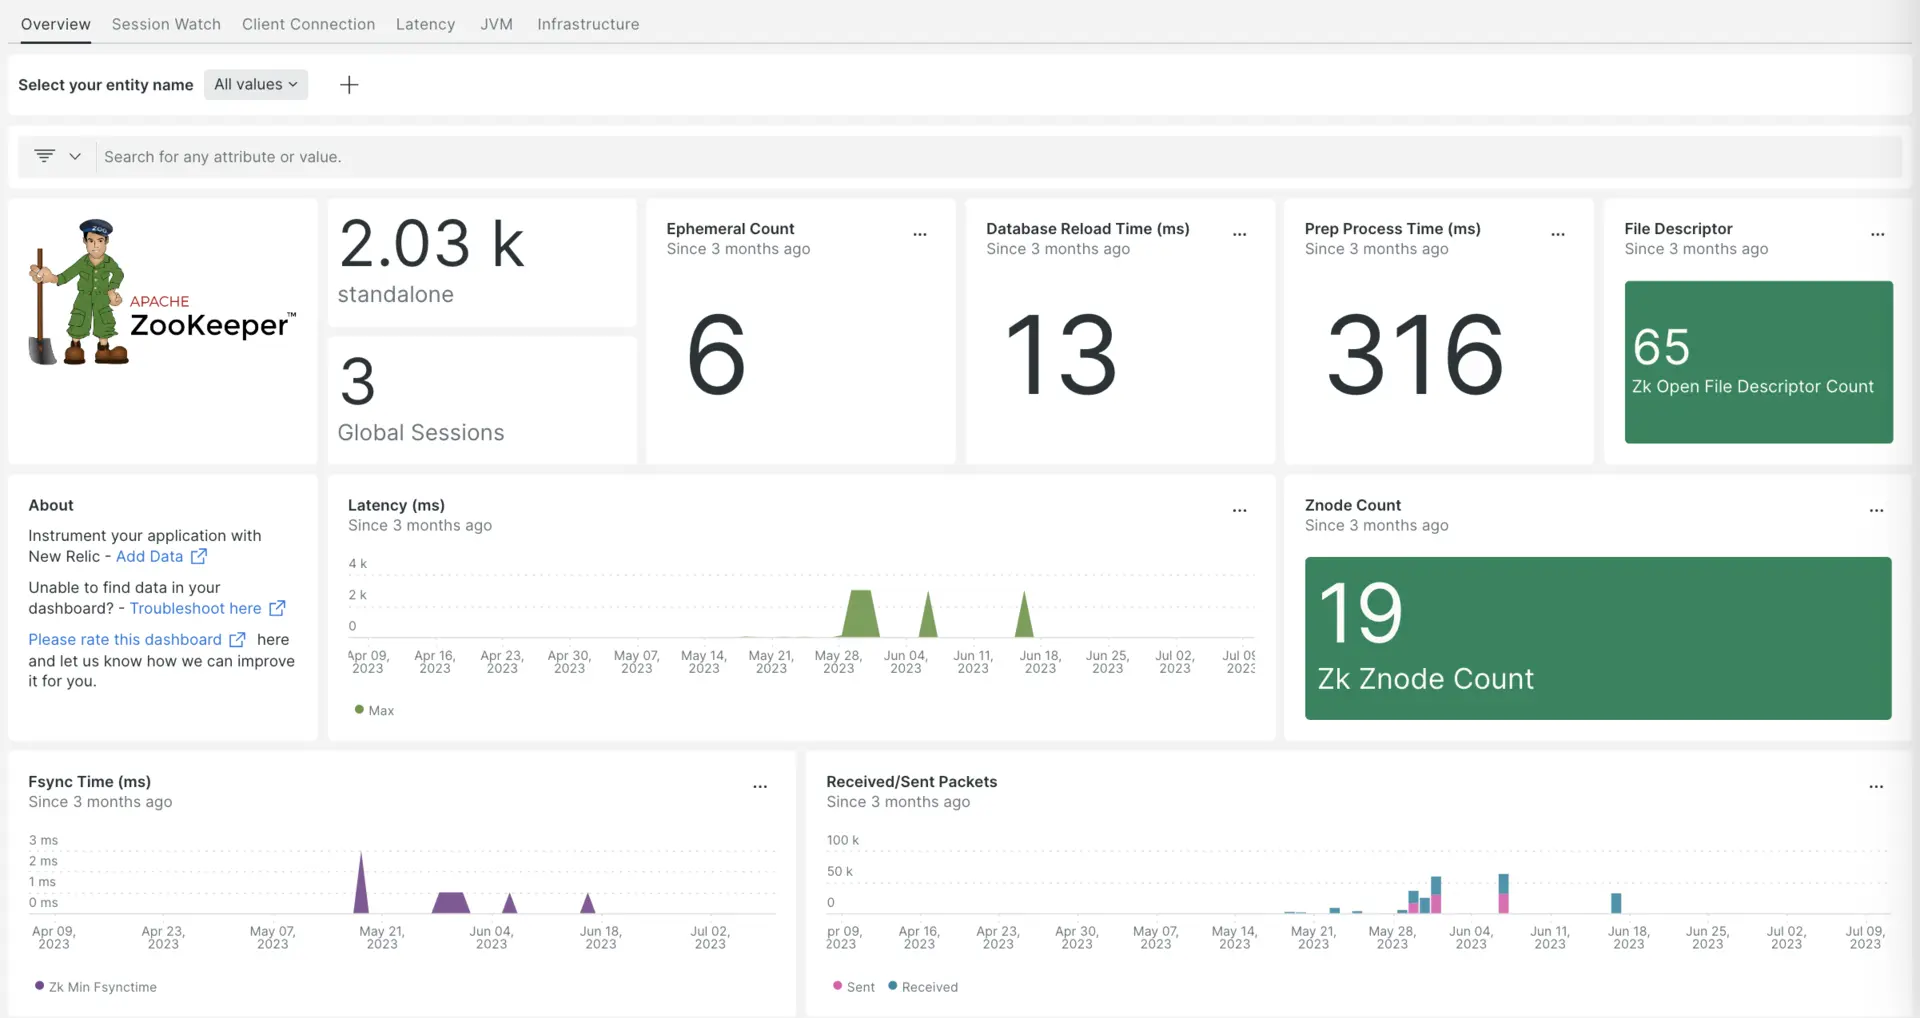 Overview Session Watch Client Connection Latency JVM Infrastructure
Select your entity name All values
Search for any attribute or value.
ZOO
APACHE
ZooKeeper™
2.03 k
standalone
3
Global Sessions
Ephemeral Count
Since 3 months ago
6
Database Reload Time (ms)
Since 3 months ago
13
Prep Process Time (ms)
Since 3 months ago
316
File Descriptor
Since 3 months ago
65
Zk Open File Descriptor Count
About
Instrument your application with
New Relic - Add Data
Unable to find data in your
dashboard? - Troubleshoot here
Please rate this dashboard here
and let us know how we can improve
it for you.
Latency (ms)
Since 3 months ago
4 k
2 k
0
Apr 09, Apr 16, Apr 23, Apr 30, May 07, May 14, May 21, May 28, Jun 04, Jun 11, Jun 18, Jun 25, Jul 02, Jul 09
2023 2023 2023 2023 2023 2023 2023 2023 2023 2023 2023 2023 2023 2023
Max
Znode Count
Since 3 months ago
19
Zk Znode Count
Fsync Time (ms)
Since 3 months ago
3 ms
2 ms
1 ms
0 ms
Apr 09, Apr 23, May 07, May 21, Jun 04, Jun 18, Jul 02,
2023 2023 2023 2023 2023 2023 2023
Zk Min Fsynctime
Received/Sent Packets
Since 3 months ago
100 k
50 k
0
pr 09, Apr 16, Apr 23, Apr 30, May 07, May 14, May 21, May 28, Jun 04, Jun 11, Jun 18, Jun 25, Jul 02, Jul 09,
2023 2023 2023 2023 2023 2023 2023 2023 2023 2023 2023 2023 2023 2023
Sent Received